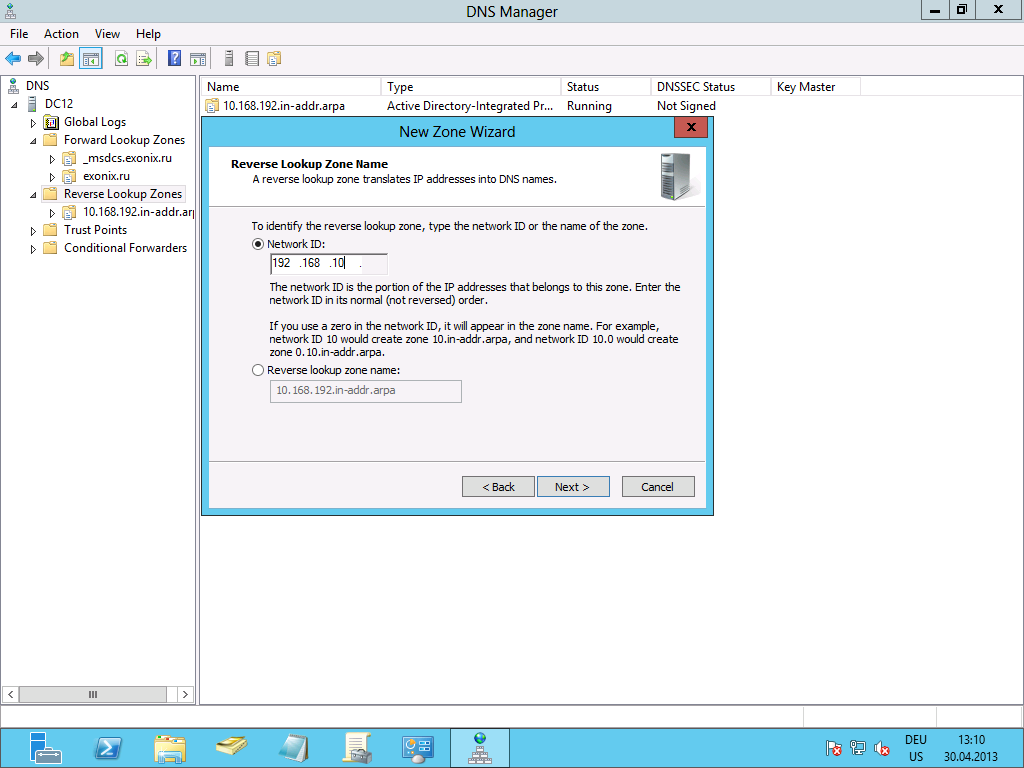 DNS Manager
File Action View Help
DNS
DC12
Global Logs
Forward Lookup Zones
_msdcs.exonix.ru
exonix.ru
Reverse Lookup Zones
10.168.192.in-addr.ar
Trust Points
Conditional Forwarders
Name Type Status DNSSEC Status Key Master
10.168.192.in-addr.arpa Active Directory-Integrated Pr... Running Not Signed
New Zone Wizard
Reverse Lookup Zone Name
A reverse lookup zone translates IP addresses into DNS names.
To identify the reverse lookup zone, type the network ID or the name of the zone.
Network ID:
192 .168 .10 .
The network ID is the portion of the IP addresses that belongs to this zone. Enter the
network ID in its normal (not reversed) order.
If you use a zero in the network ID, it will appear in the zone name. For example,
network ID 10 would create zone 10.in-addr.arpa, and network ID 10.0 would create
zone 0.10.in-addr.arpa.
Reverse lookup zone name:
10.168.192.in-addr.arpa
< Back Next > Cancel
DEU 13:10
US 30.04.2013